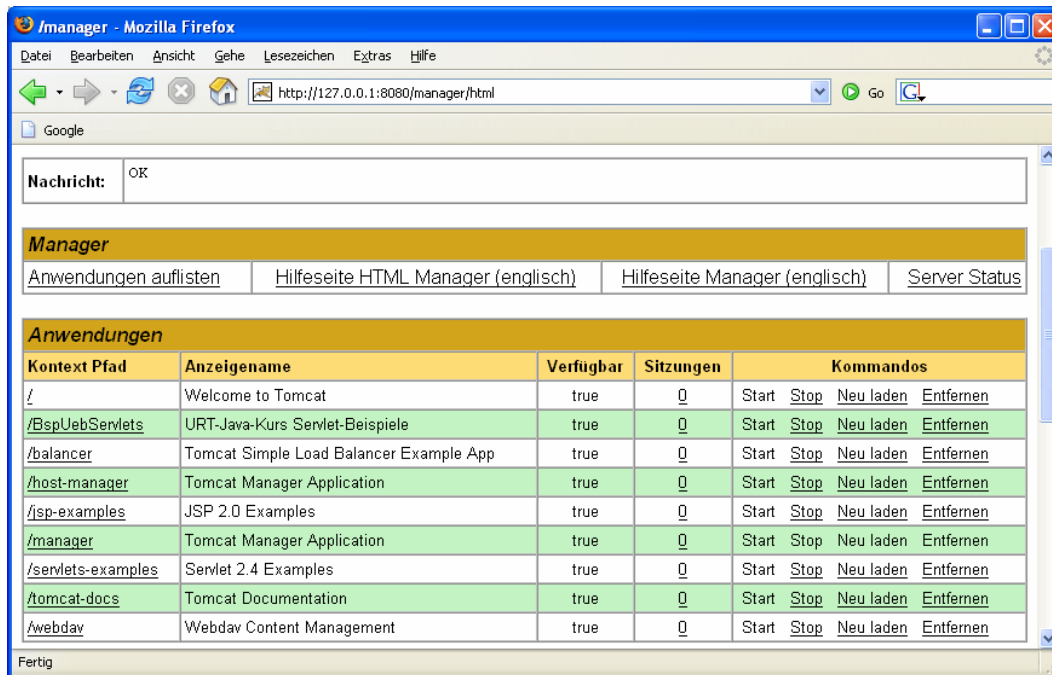 /manager - Mozilla Firefox
Datei Bearbeiten Ansicht Gehe Lesezeichen Extras Hilfe
http://127.0.0.1:8080/manager/html Go G
Google
Nachricht: OK
Manager
Anwendungen auflisten Hilfeseite HTML Manager (englisch) Hilfeseite Manager (englisch) Server Status
Anwendungen
Kontext Pfad Anzeigename Verfügbar Sitzungen Kommandos
/ Welcome to Tomcat true 0 Start Stop Neu laden Entfernen
/BspUebServlets URT-Java-Kurs Servlet-Beispiele true 0 Start Stop Neu laden Entfernen
/balancer Tomcat Simple Load Balancer Example App true 0 Start Stop Neu laden Entfernen
/host-manager Tomcat Manager Application true 0 Start Stop Neu laden Entfernen
/jsp-examples JSP 2.0 Examples true 0 Start Stop Neu laden Entfernen
/manager Tomcat Manager Application true 0 Start Stop Neu laden Entfernen
/servlets-examples Servlet 2.4 Examples true 0 Start Stop Neu laden Entfernen
/tomcat-docs Tomcat Documentation true 0 Start Stop Neu laden Entfernen
/webdav Webdav Content Management true 0 Start Stop Neu laden Entfernen
Fertig